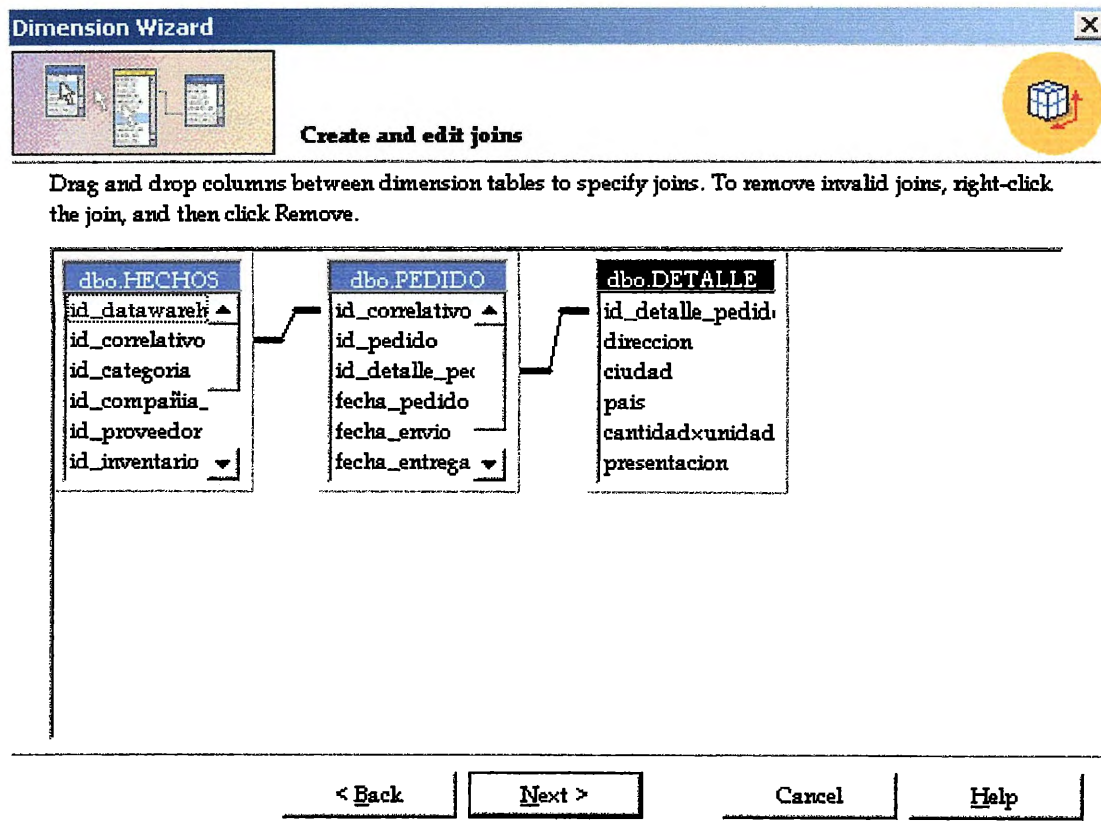 Dimension Wizard
Create and edit joins
Drag and drop columns between dimension tables to specify joins. To remove invalid joins, right-click
the join, and then click Remove.
dbo.HECHOS
id_datawareh
id_correlativo
id_categoria
id_compañia_
id_proveedor
id_inventario
dbo.PEDIDO
id_correlativo
id_pedido
id_detalle_pec
fecha_pedido
fecha_envio
fecha_entrega
dbo.DETALLE
id_detalle_pedid
direccion
ciudad
pais
cantidadxunidad
presentacion
< Back
Next >
Cancel
Help